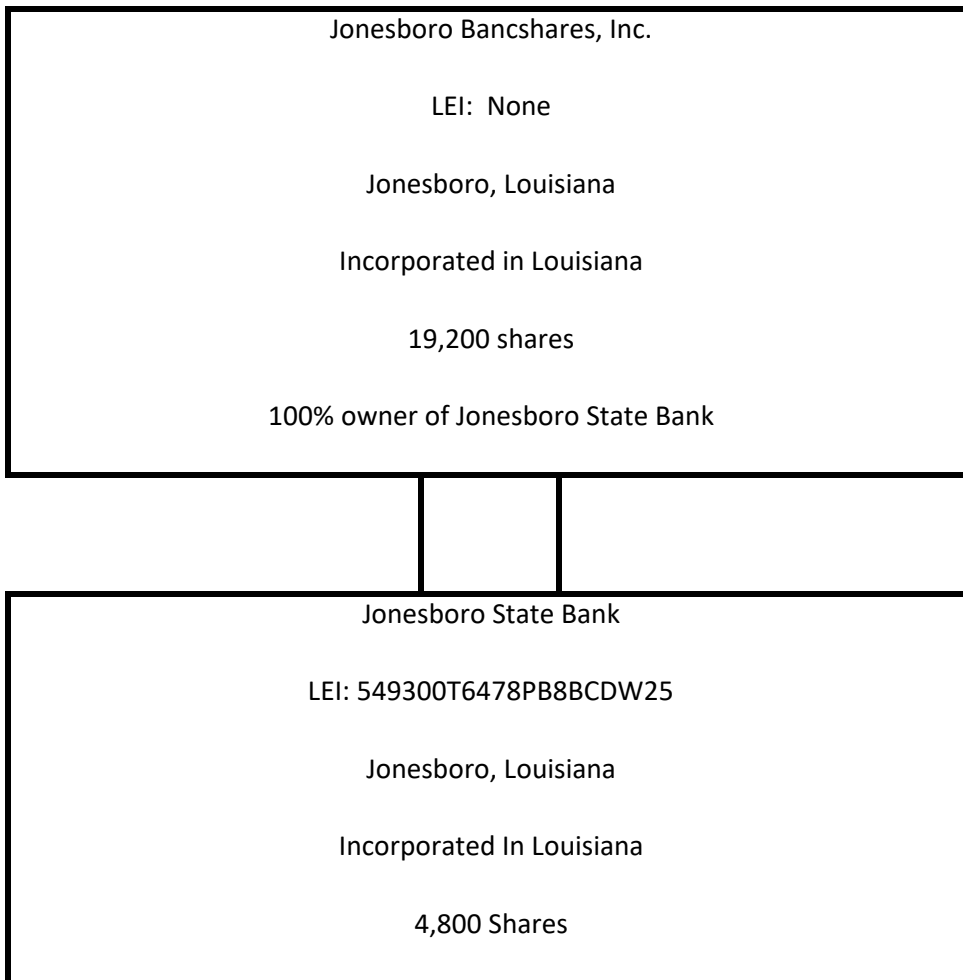 Jonesboro Bancshares, Inc.
LEI:  None
Jonesboro, Louisiana
Incorporated in Louisiana
19,200 shares
100% owner of Jonesboro State Bank
Jonesboro State Bank
LEI: 549300T6478PB8BCDW25
Jonesboro, Louisiana
Incorporated In Louisiana
4,800 Shares